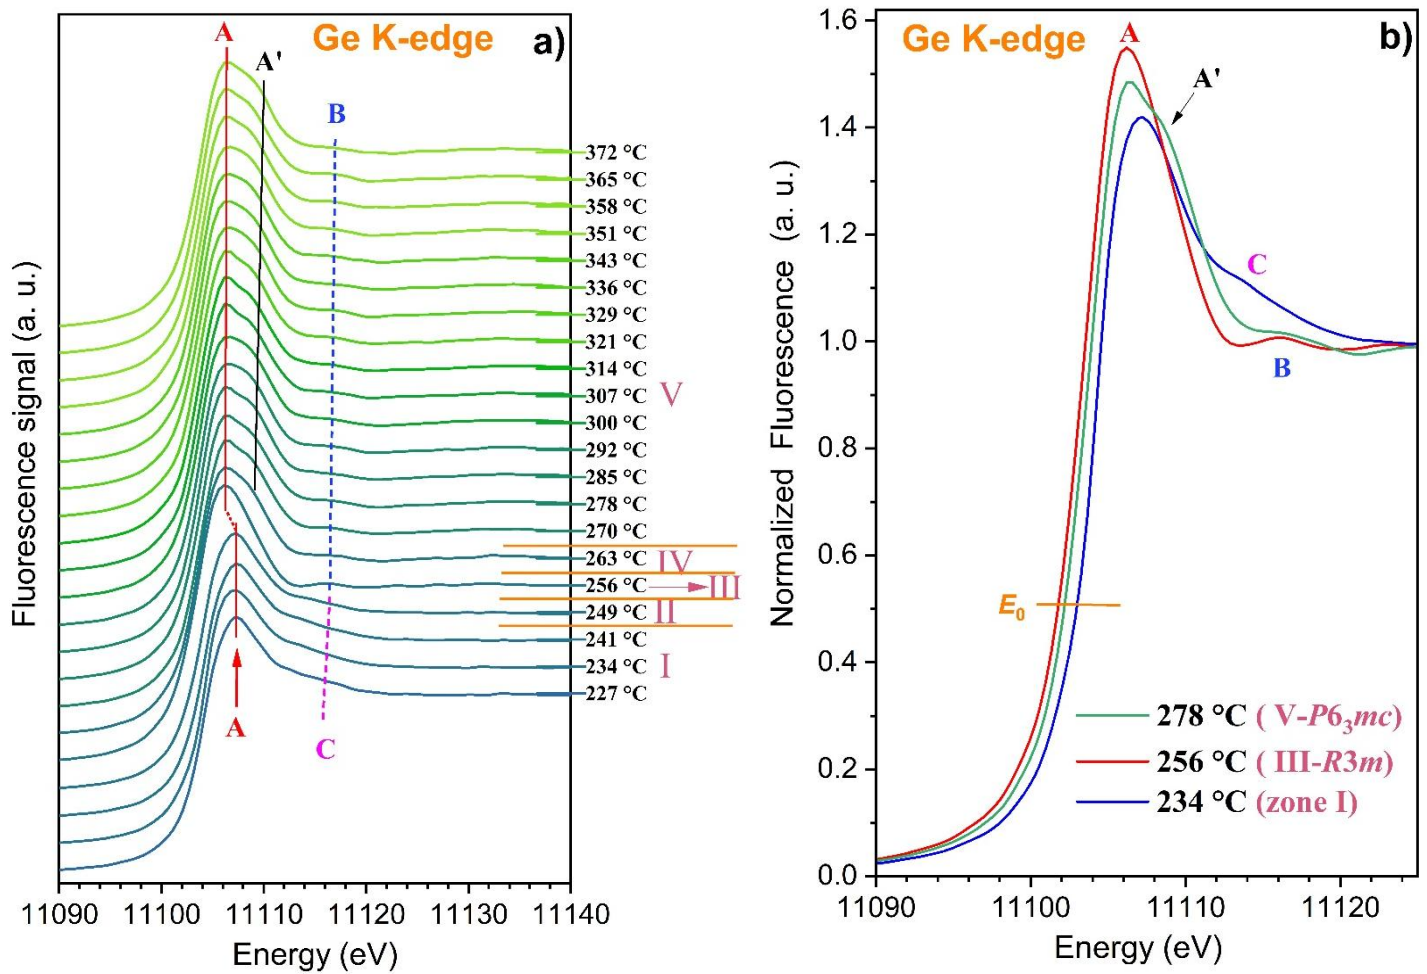 Ge K-edge
a)
A
A'
B
372 °C
365 °C
358 °C
351 °C
343 °C
336 °C
329 °C
321 °C
314 °C
307 °C
V
300 °C
292 °C
285 °C
278 °C
270 °C
263 °C
IV
256 °C
III
249 °C
II
241 °C
234 °C
I
227 °C
A
C
Fluorescence signal (a. u.)
11090 11100 11110 11120 11130 11140
Energy (eV)
Ge K-edge
b)
A
A'
C
B
E0
1.6
1.4
1.2
1.0
0.8
0.6
0.4
0.2
0.0
Normalized Fluorescence (a. u.)
278 °C ( V-P63mc)
256 °C ( III-R3m)
234 °C (zone I)
11090 11100 11110 11120
Energy (eV)